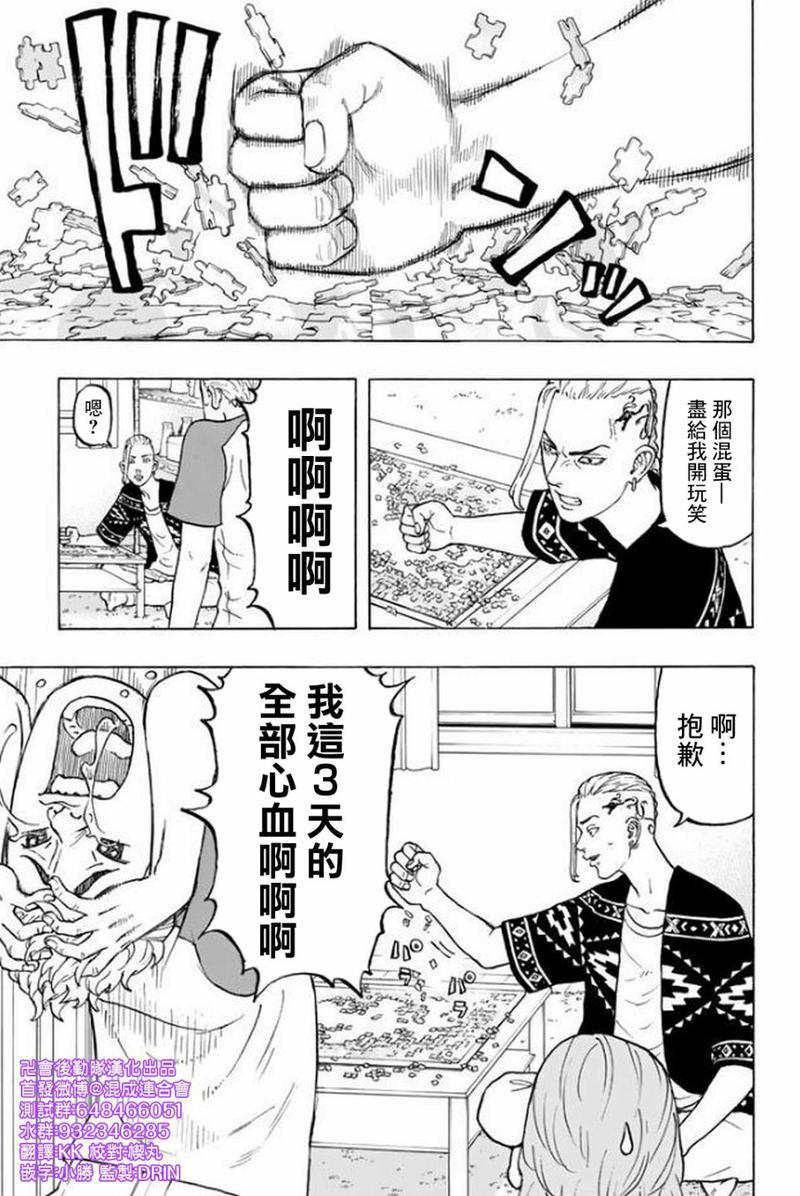 ドンッ
那個混蛋—
盡給我開玩笑
啊啊啊啊
嗯?
啊…
抱歉
我這3天的
全部心血啊啊啊
卍會後勤隊漢化出品
首發微博@混成連合會
測試群:648466051
水群:932346285
翻譯:KK 校對:嫂丸
嵌字:小勝 監製:DRIN